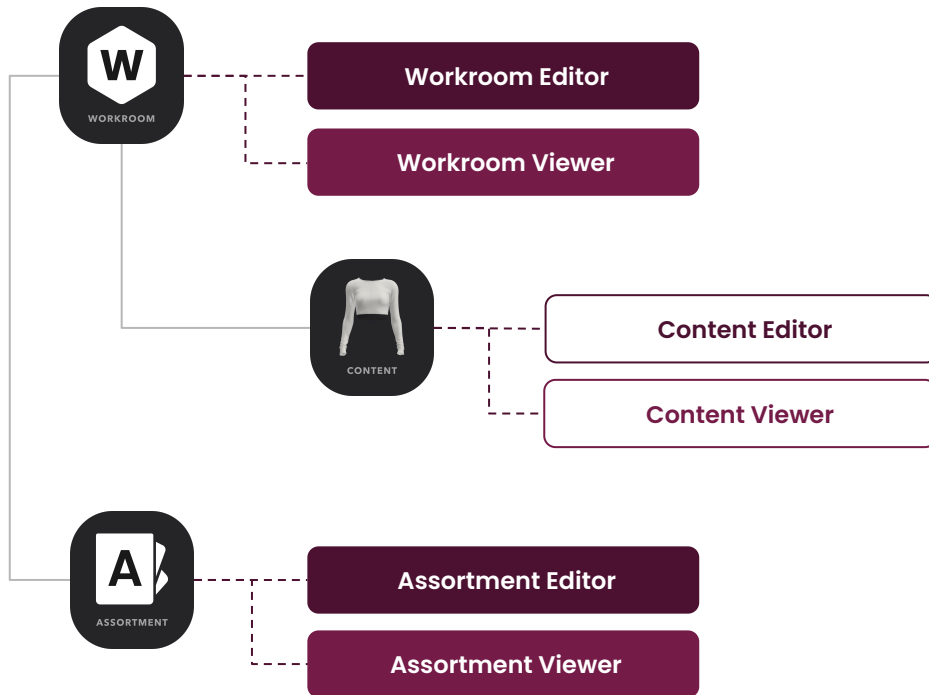 W
WORKROOM
Workroom Editor
Workroom Viewer
CONTENT
Content Editor
Content Viewer
A
ASSORTMENT
Assortment Editor
Assortment Viewer